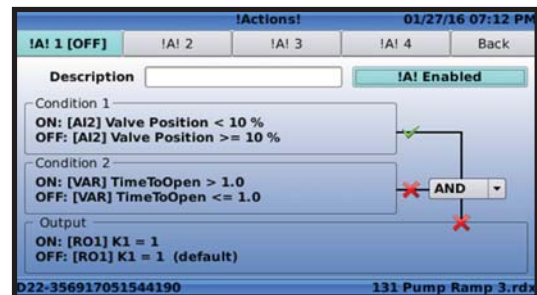 !Actions! 01/27/16 07:12 PM
!A! 1 [OFF] !A! 2 !A! 3 !A! 4 Back
Description !A! Enabled
Condition 1
ON: [AI2] Valve Position < 10 %
OFF: [AI2] Valve Position >= 10 %
Condition 2
ON: [VAR] TimeToOpen > 1.0
OFF: [VAR] TimeToOpen <= 1.0
AND
Output
ON: [RO1] K1 = 1
OFF: [RO1] K1 = 1 (default)
D22-356917051544190 131 Pump Ramp 3.rdx